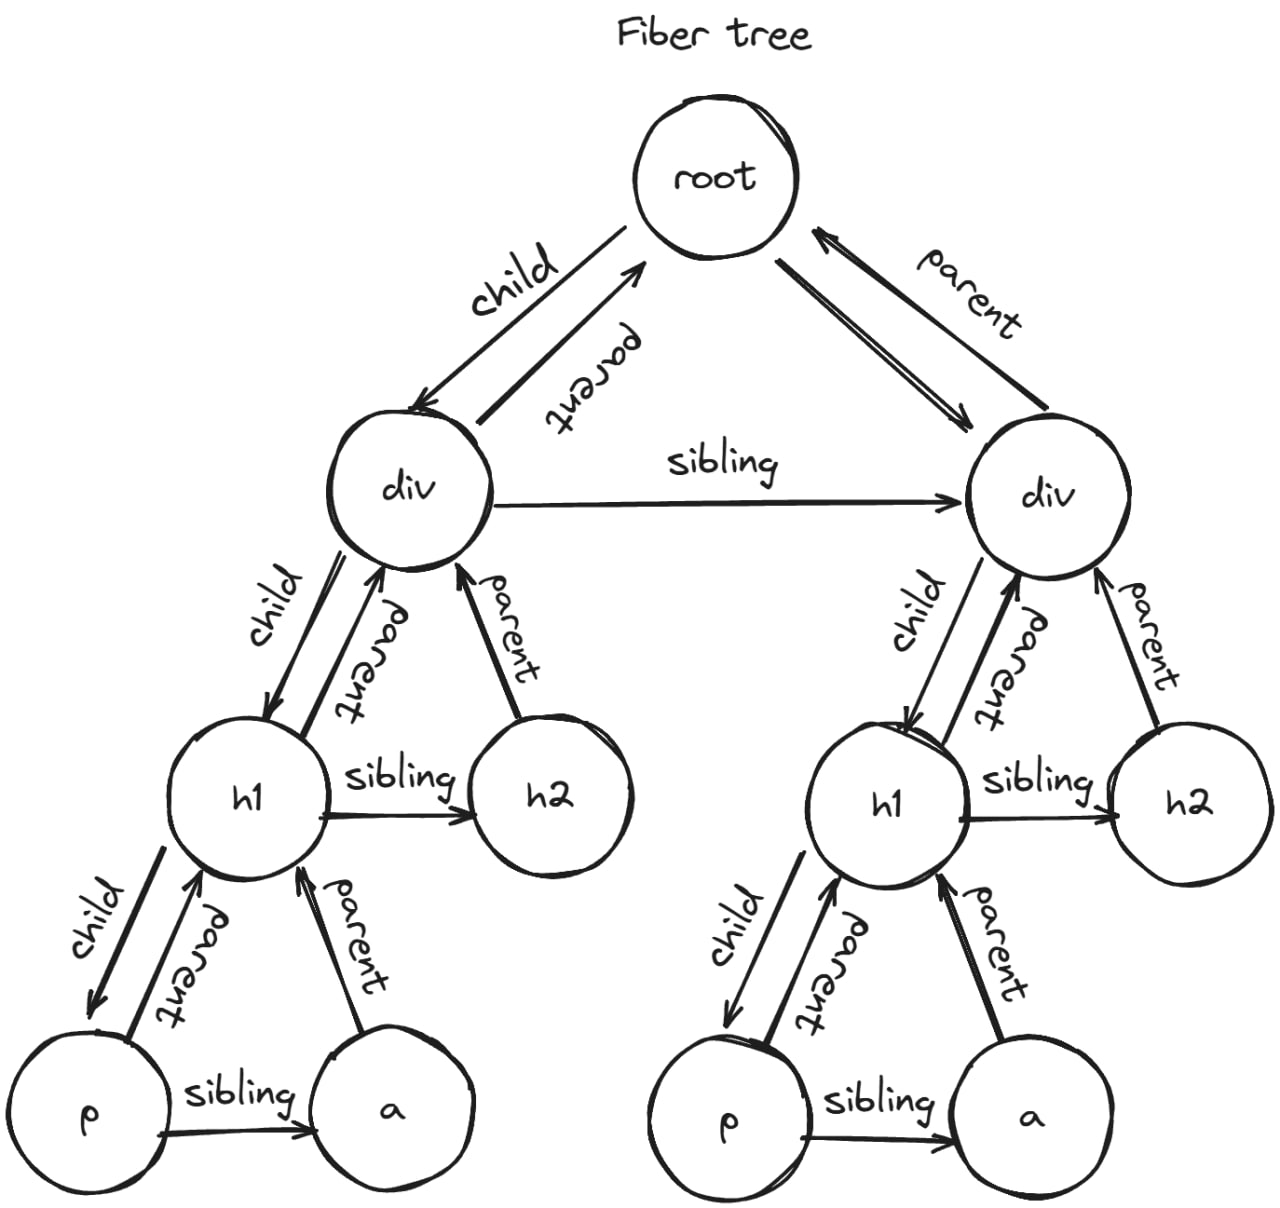 Fiber tree
root
child
parent
parent
div
sibling
div
child
parent
parent
child
parent
parent
h1
sibling
h2
h1
sibling
h2
child
parent
parent
child
parent
parent
p
sibling
a
p
sibling
a